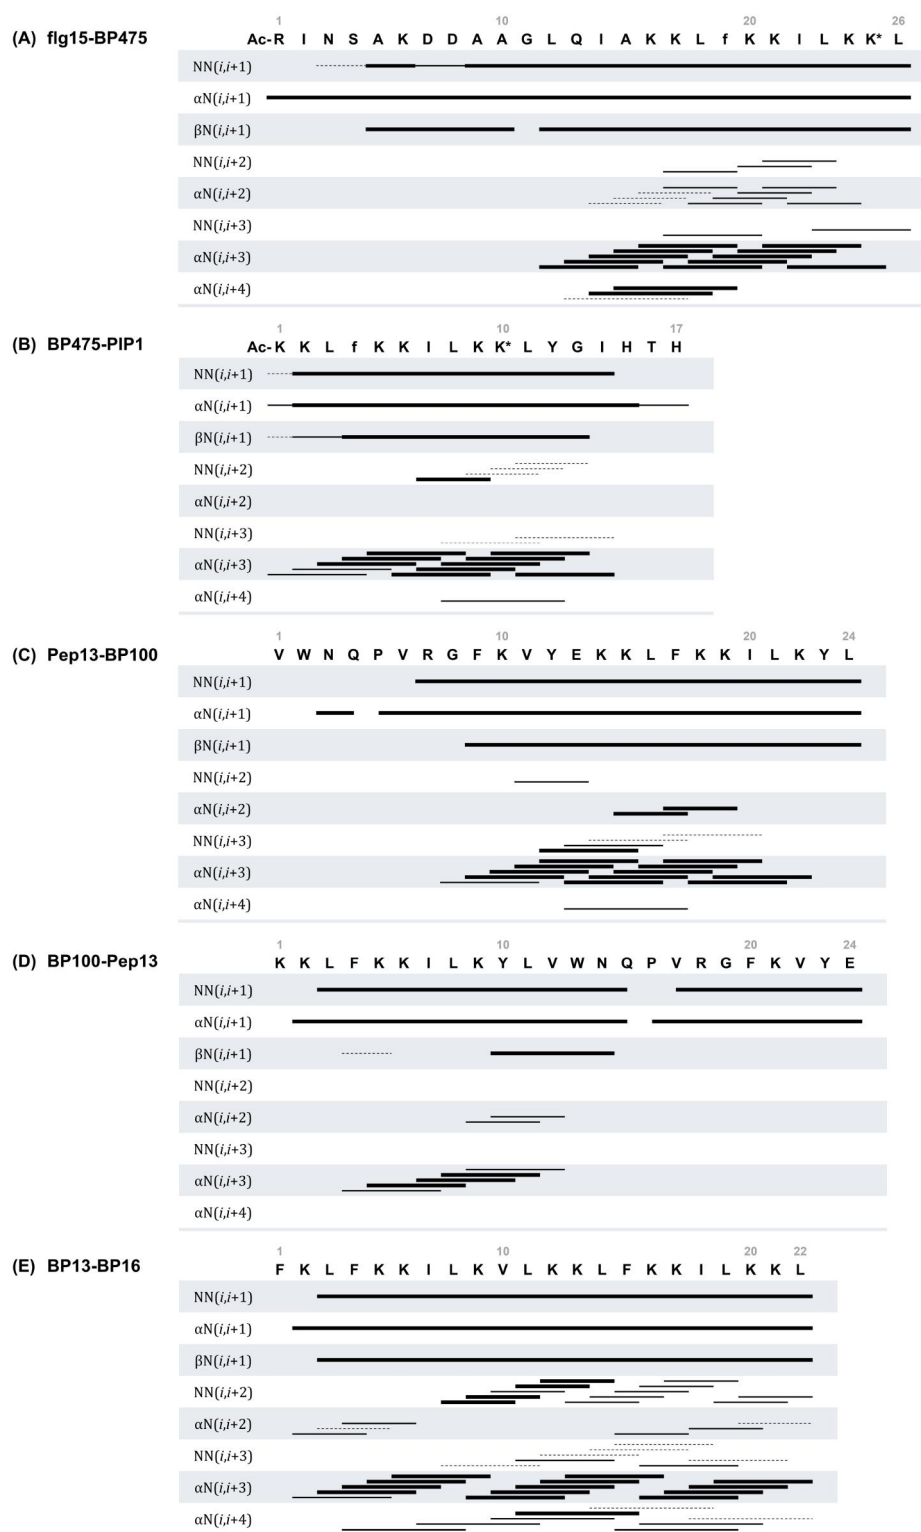 1 10 20 26
(A) flg15-BP475 Ac-R I N S A K D D A A G L Q I A K K L f K K I L K K* L
NN(i,i+1)
αN(i,i+1)
βN(i,i+1)
NN(i,i+2)
αN(i,i+2)
NN(i,i+3)
αN(i,i+3)
αN(i,i+4)
1 10 17
(B) BP475-PIP1 Ac-K K L f K K I L K K* L Y G I H T H
NN(i,i+1)
αN(i,i+1)
βN(i,i+1)
NN(i,i+2)
αN(i,i+2)
NN(i,i+3)
αN(i,i+3)
αN(i,i+4)
1 10 20 24
(C) Pep13-BP100 V W N Q P V R G F K V Y E K K L F K K I L K Y L
NN(i,i+1)
αN(i,i+1)
βN(i,i+1)
NN(i,i+2)
αN(i,i+2)
NN(i,i+3)
αN(i,i+3)
αN(i,i+4)
1 10 20 24
(D) BP100-Pep13 K K L F K K I L K Y L V W N Q P V R G F K V Y E
NN(i,i+1)
αN(i,i+1)
βN(i,i+1)
NN(i,i+2)
αN(i,i+2)
NN(i,i+3)
αN(i,i+3)
αN(i,i+4)
1 10 20 22
(E) BP13-BP16 F K L F K K I L K V L K K L F K K I L K K L
NN(i,i+1)
αN(i,i+1)
βN(i,i+1)
NN(i,i+2)
αN(i,i+2)
NN(i,i+3)
αN(i,i+3)
αN(i,i+4)